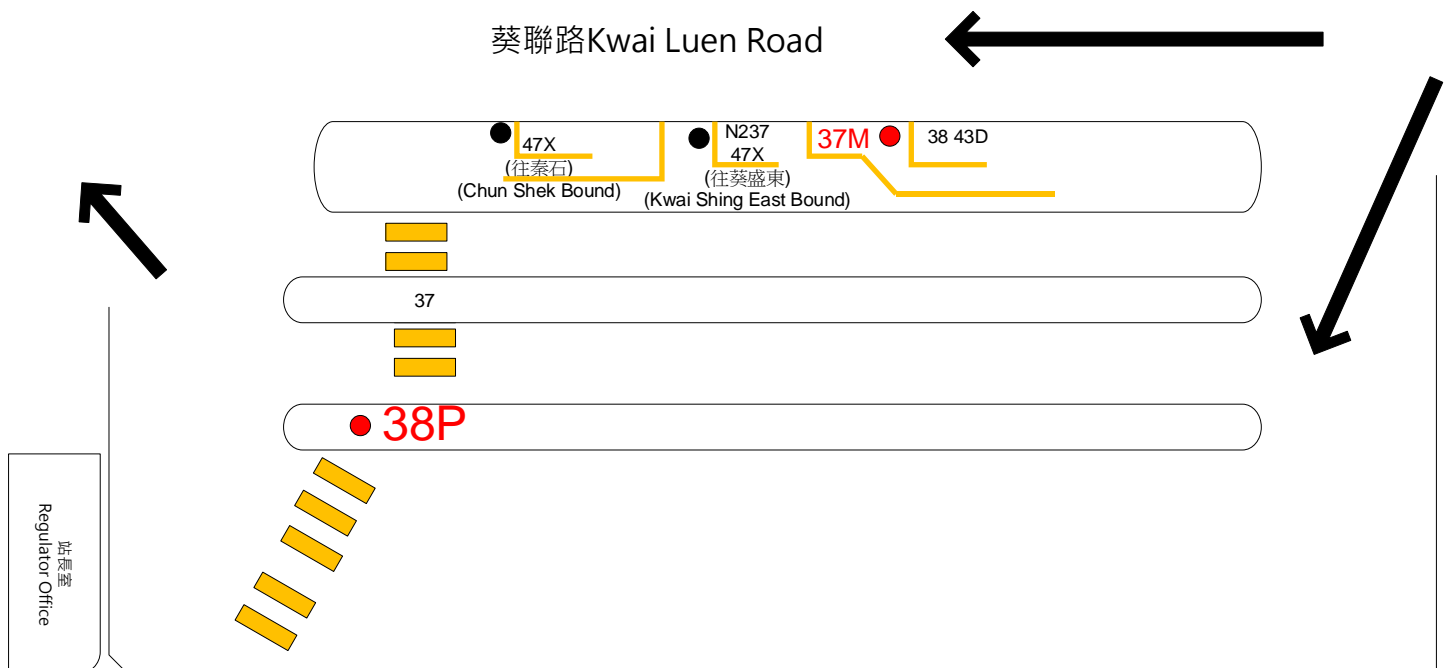 葵聯路Kwai Luen Road
47X
(往秦石)
(Chun Shek Bound)
N237
47X
(往葵盛東)
(Kwai Shing East Bound)
37M
38 43D
37
38P
站長室
Regulator Office